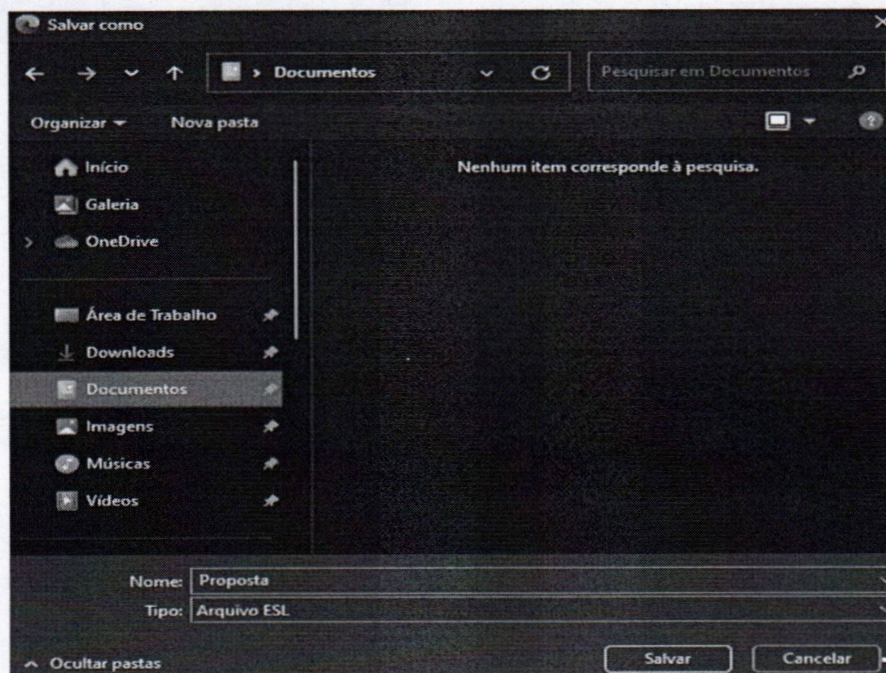 Salvar como
Documentos
Pesquisar em Documentos
Organizar
Nova pasta
Início
Galeria
OneDrive
Área de Trabalho
Downloads
Documentos
Imagens
Músicas
Vídeos
Nenhum item corresponde à pesquisa.
Nome: Proposta
Tipo: Arquivo ESL
Ocultar pastas
Salvar
Cancelar